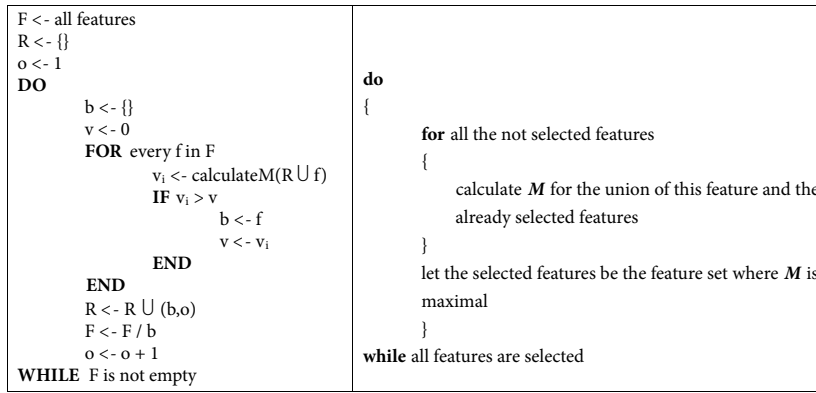 F <- all features
R <- {}
o <- 1
DO
b <- {}
v <- 0
FOR every f in F
vi <- calculateM(R ∪ f)
IF vi > v
b <- f
v <- vi
END
END
R <- R ∪ (b,o)
F <- F / b
o <- o + 1
WHILE F is not empty
do
{
for all the not selected features
{
calculate M for the union of this feature and the
already selected features
}
let the selected features be the feature set where M is
maximal
}
while all features are selected